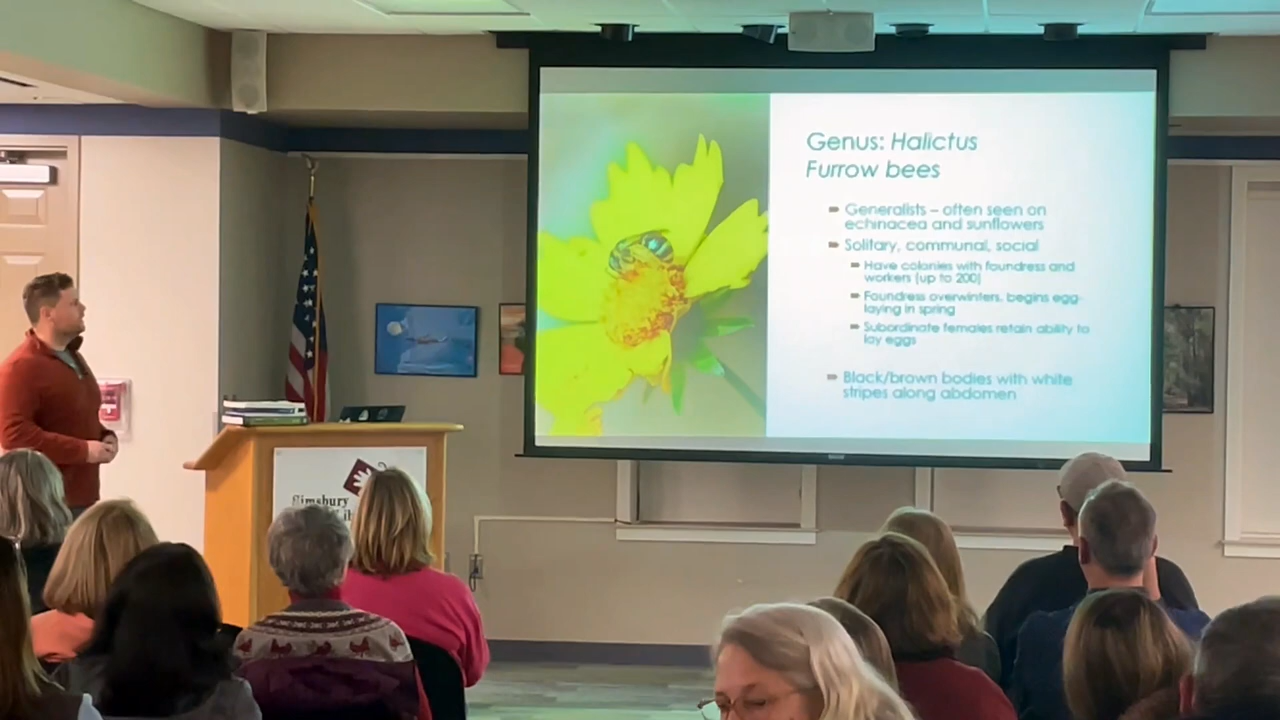 Genus: Halictus
Furrow bees
Generalists – often seen on
echinacea and sunflowers
Solitary, communal, social
Have colonies with foundress and
workers (up to 200)
Foundress overwinters, begins egg-
laying in spring
Subordinate females retain ability to
lay eggs
Black/brown bodies with white
stripes along abdomen
Simsbury